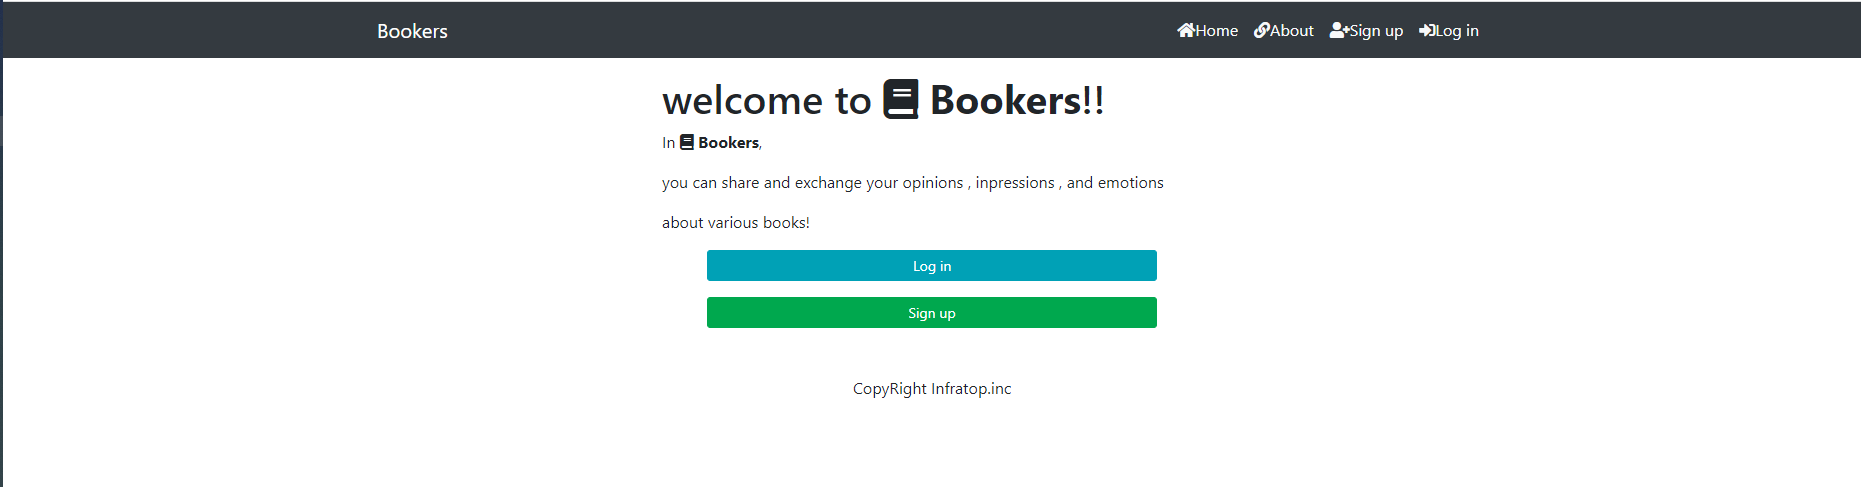 Bookers Home About Sign up Log in
welcome to Bookers!!
In Bookers,
you can share and exchange your opinions , inpressions , and emotions
about various books!
Log in
Sign up
CopyRight Infratop.inc